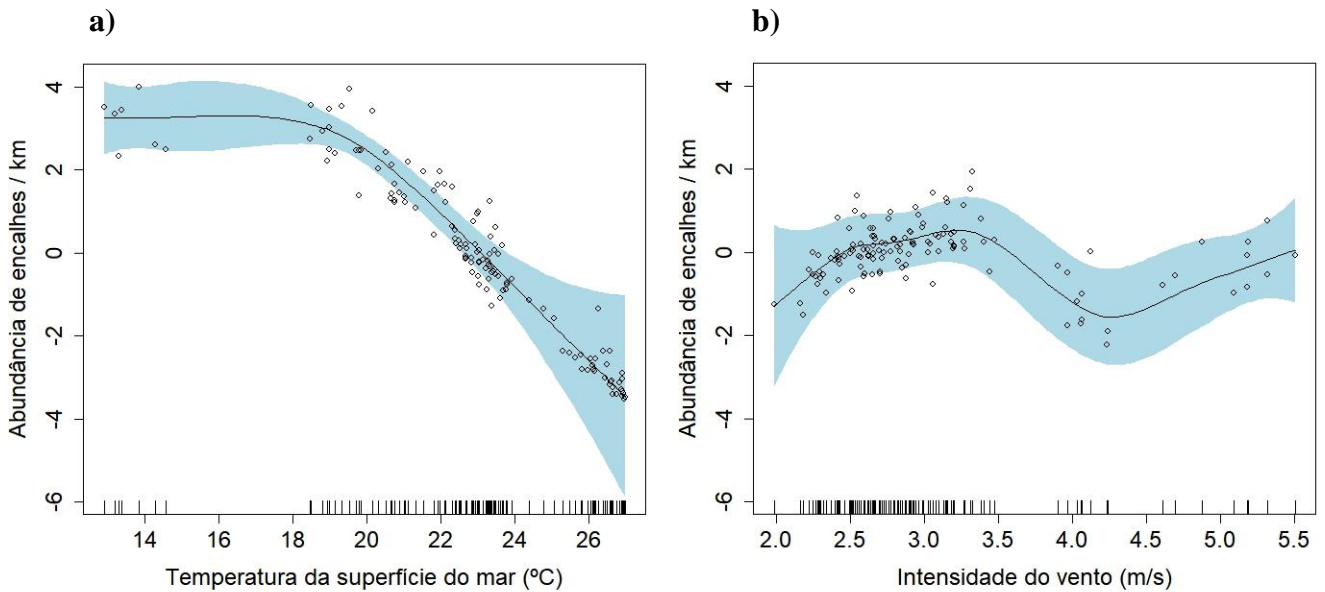 a)
4
2
0
-2
-4
-6
Abundância de encalhes / km
14 16 18 20 22 24 26
Temperatura da superfície do mar (ºC)
b)
4
2
0
-2
-4
-6
Abundância de encalhes / km
2.0 2.5 3.0 3.5 4.0 4.5 5.0 5.5
Intensidade do vento (m/s)